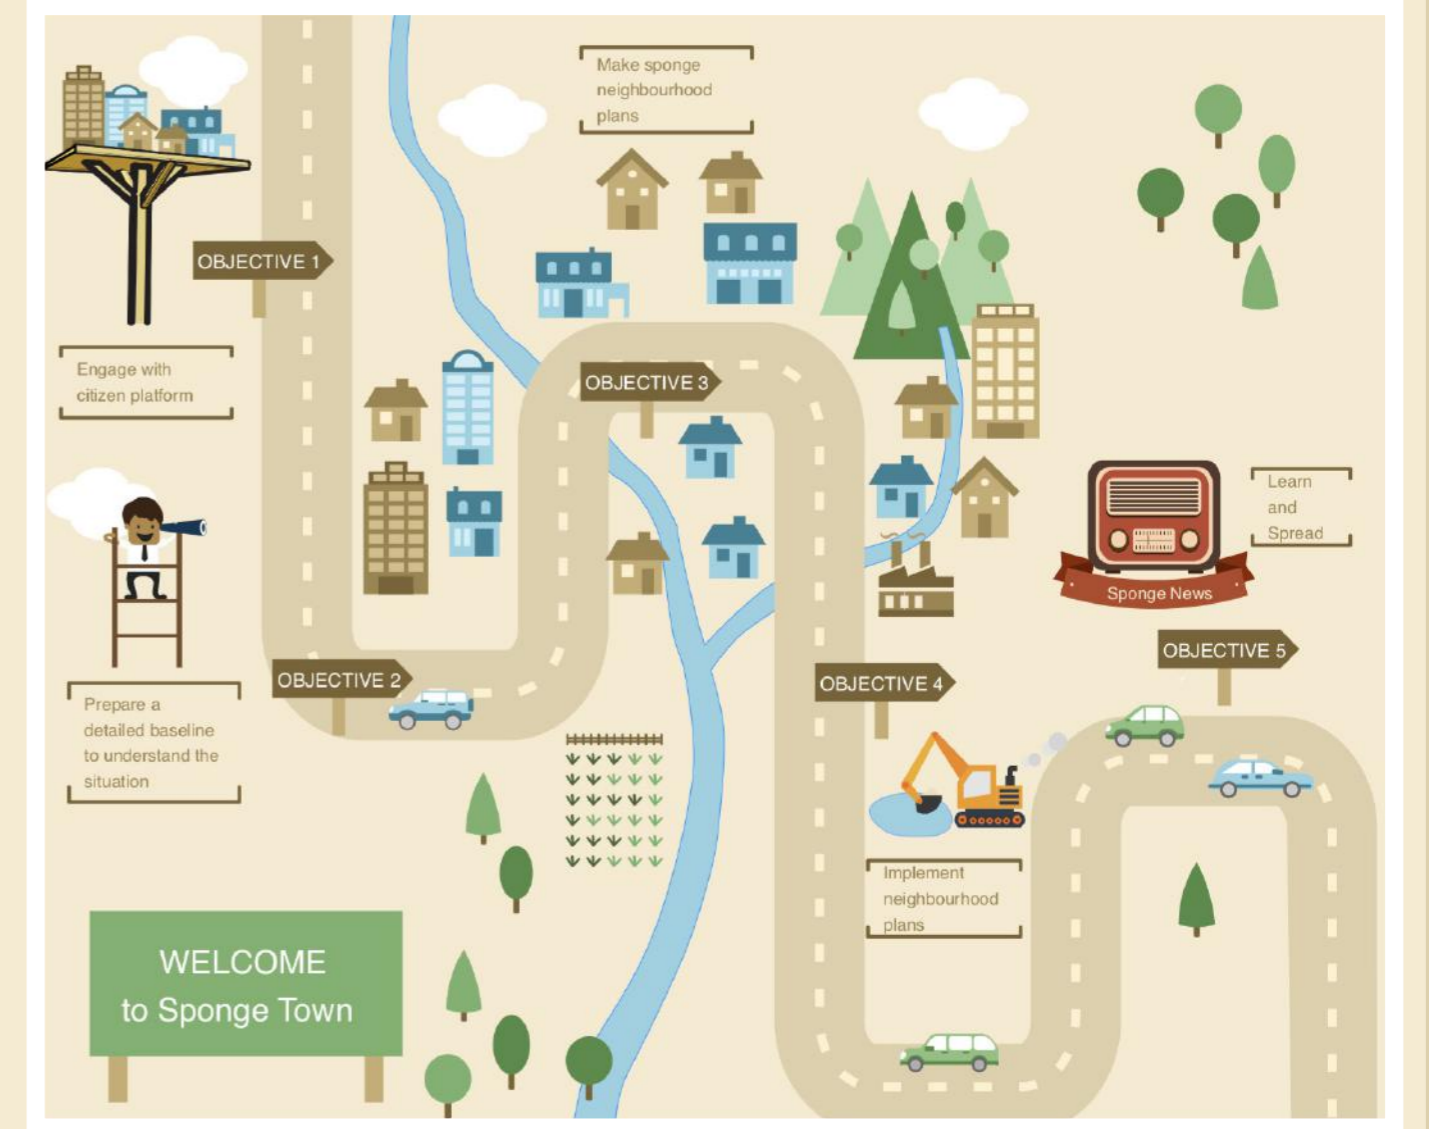 Make sponge
neighbourhood
plans
OBJECTIVE 1
Engage with
citizen platform
OBJECTIVE 3
Learn
and
Spread
Sponge News
OBJECTIVE 2
Prepare a
detailed baseline
to understand the
situation
OBJECTIVE 4
OBJECTIVE 5
Implement
neighbourhood
plans
WELCOME
to Sponge Town